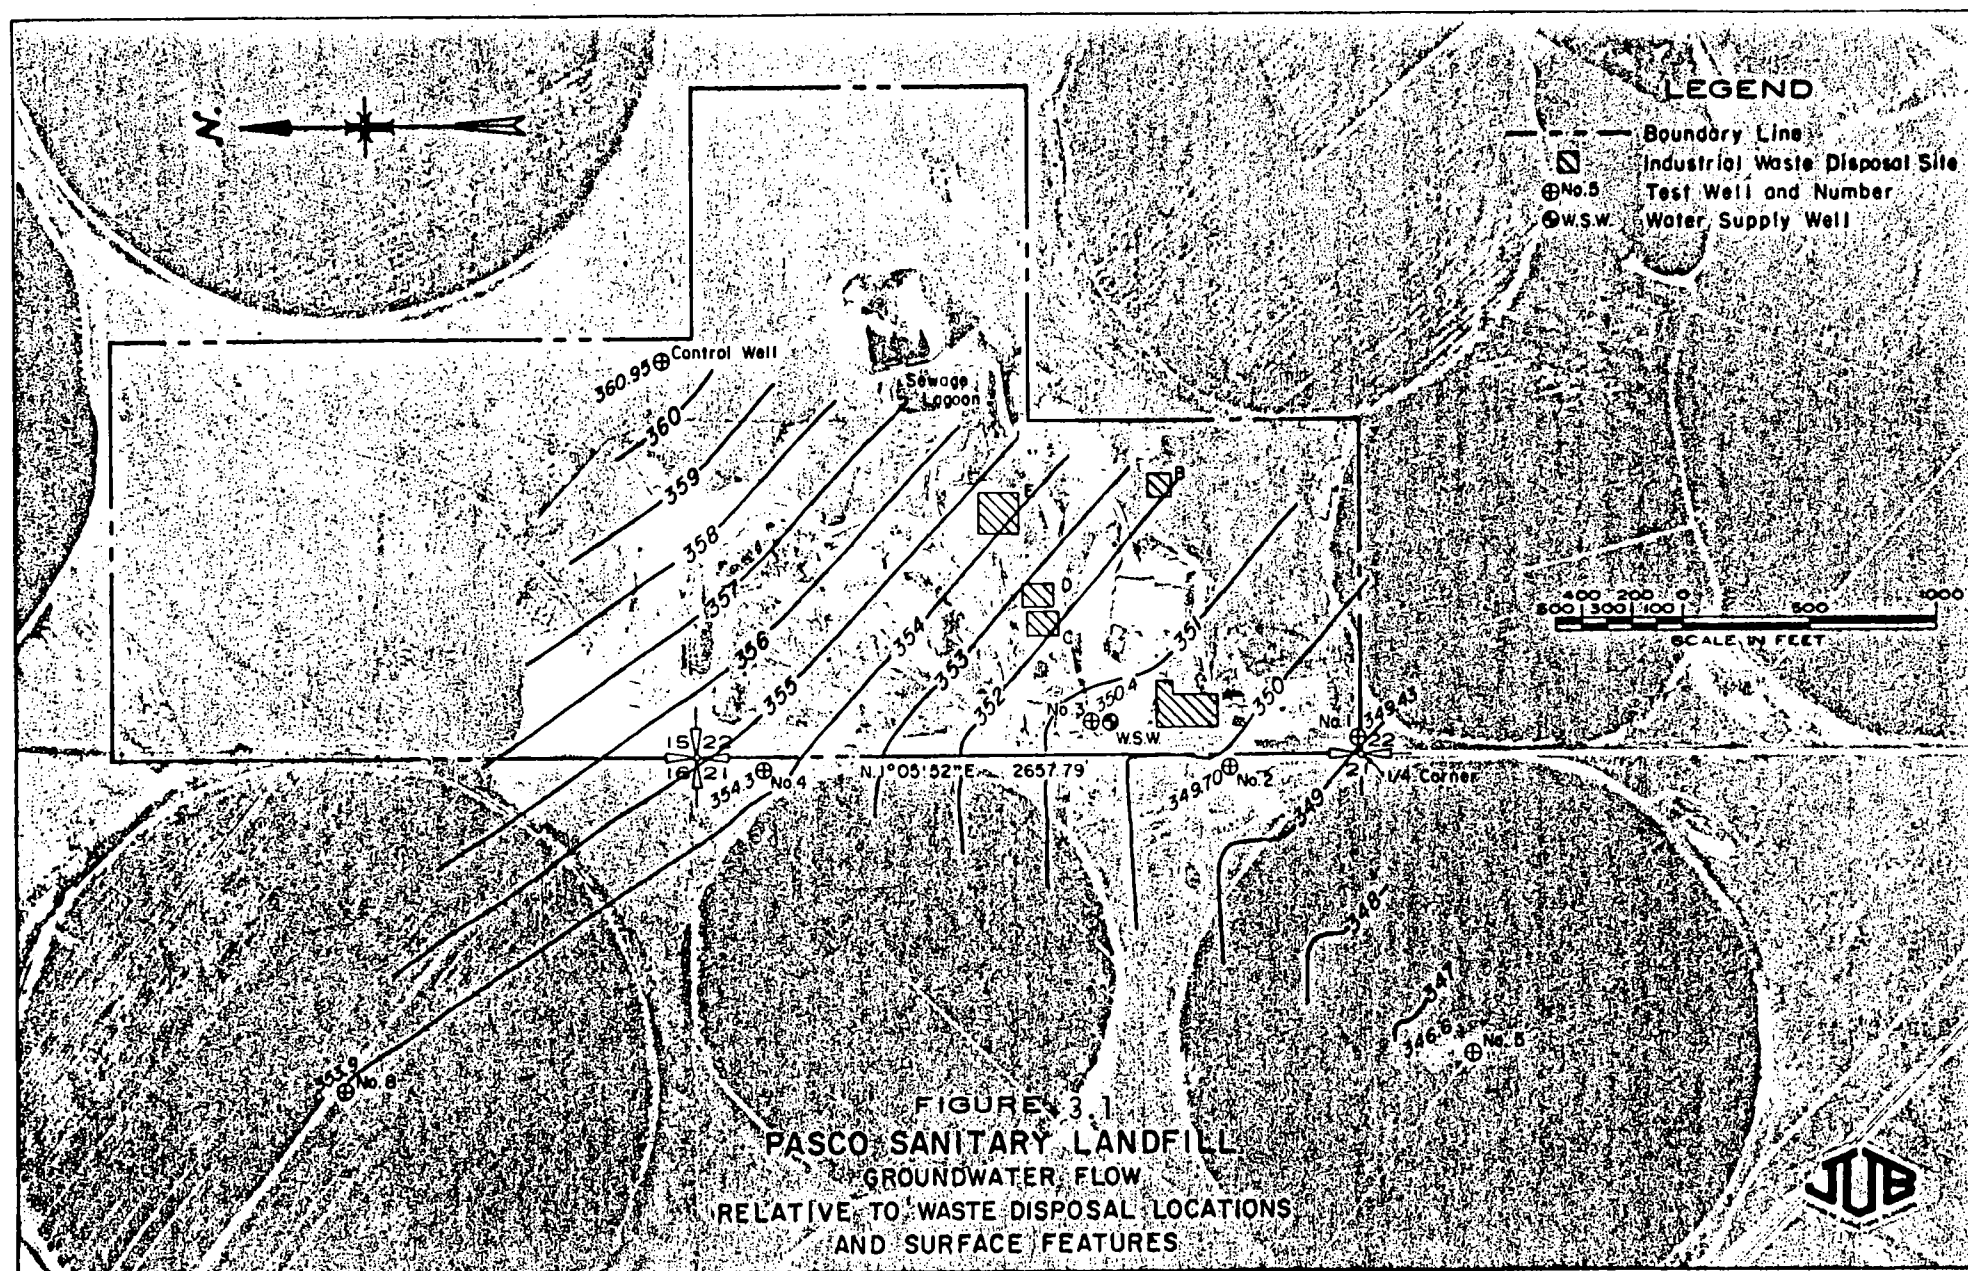 N.
LEGEND
Boundary Line
Industrial Waste Disposal Site
No.5 Test Well and Number
W.S.W. Water Supply Well
360.95 Control Well
Sewage
Lagoon
360
359
358
357
356
355
354
353
352
351
350
349
348
347
E
B
D
C
400 200 0 500 1000
500 300 100
SCALE IN FEET
No.3 350.4
W.S.W.
No.1 349.43
15 22
16 21
354.3 No.4
N.1°05'52"E. 2657.79'
349.70 No.2
22
21
1/4 Corner
346.6 No.5
353.9 No.8
FIGURE 3.1
PASCO SANITARY LANDFILL
GROUNDWATER FLOW
RELATIVE TO WASTE DISPOSAL LOCATIONS
AND SURFACE FEATURES
JUB